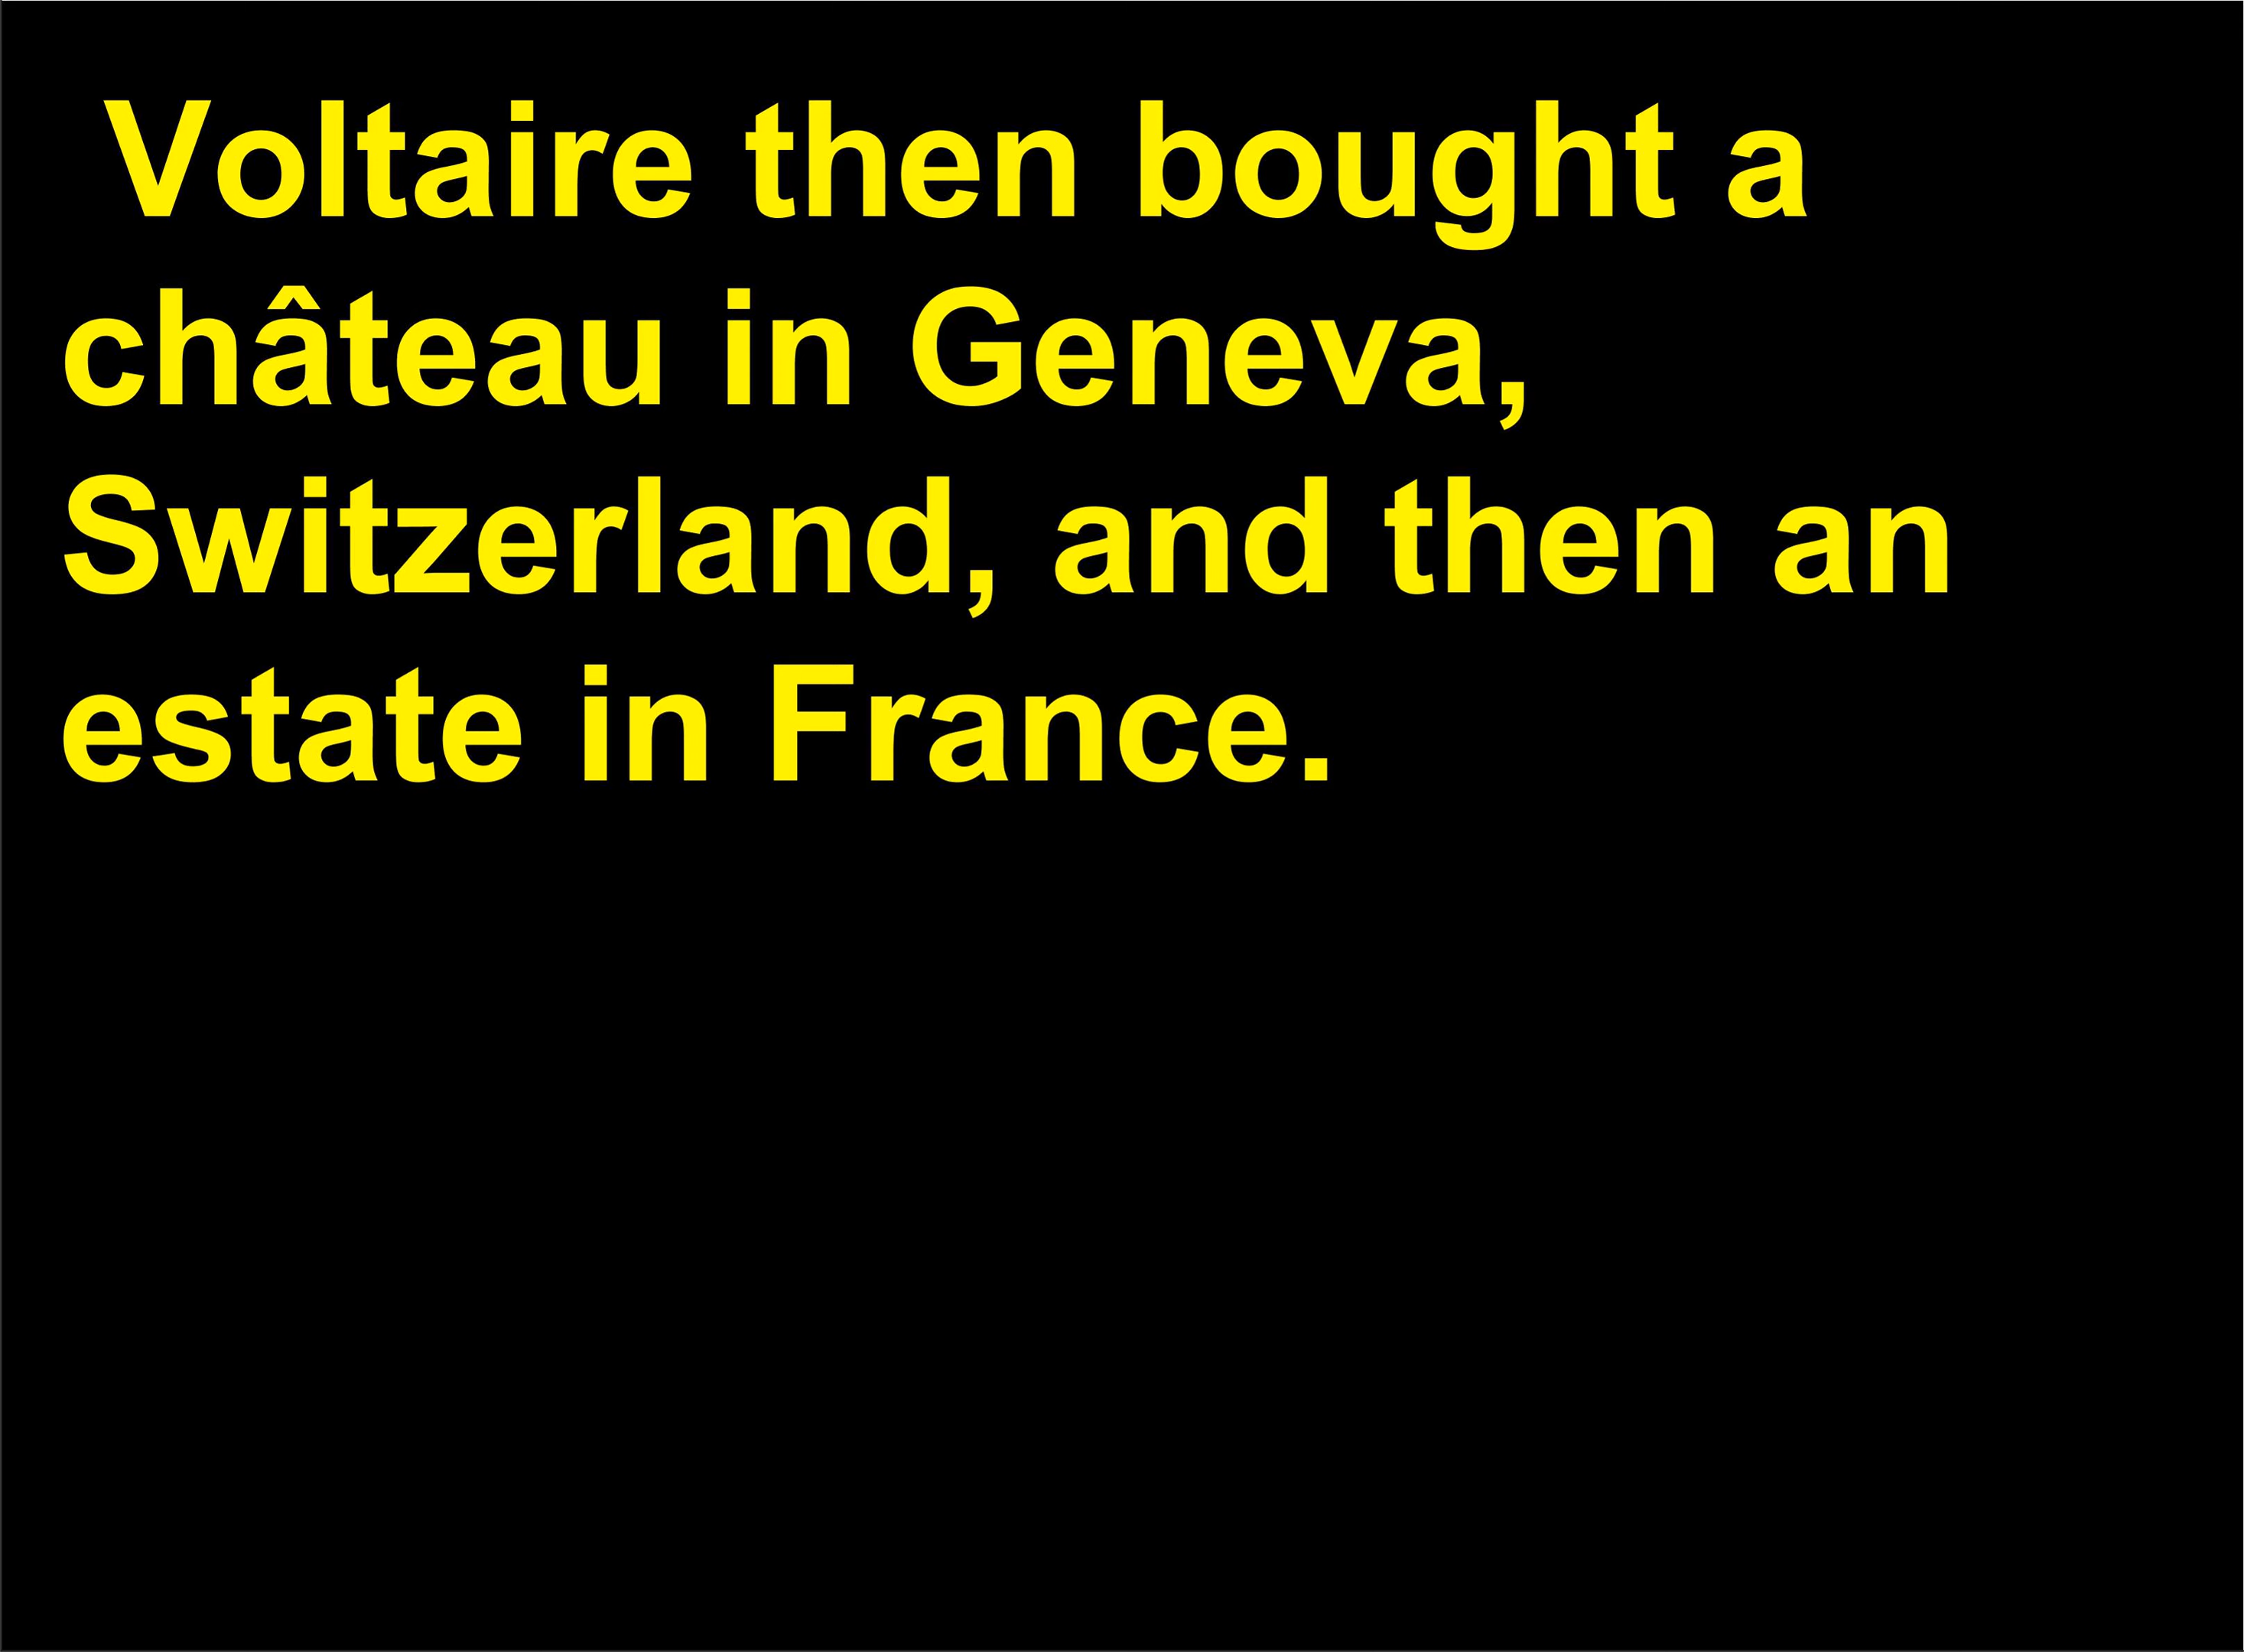 Voltaire then bought a
château in Geneva,
Switzerland, and then an
estate in France.